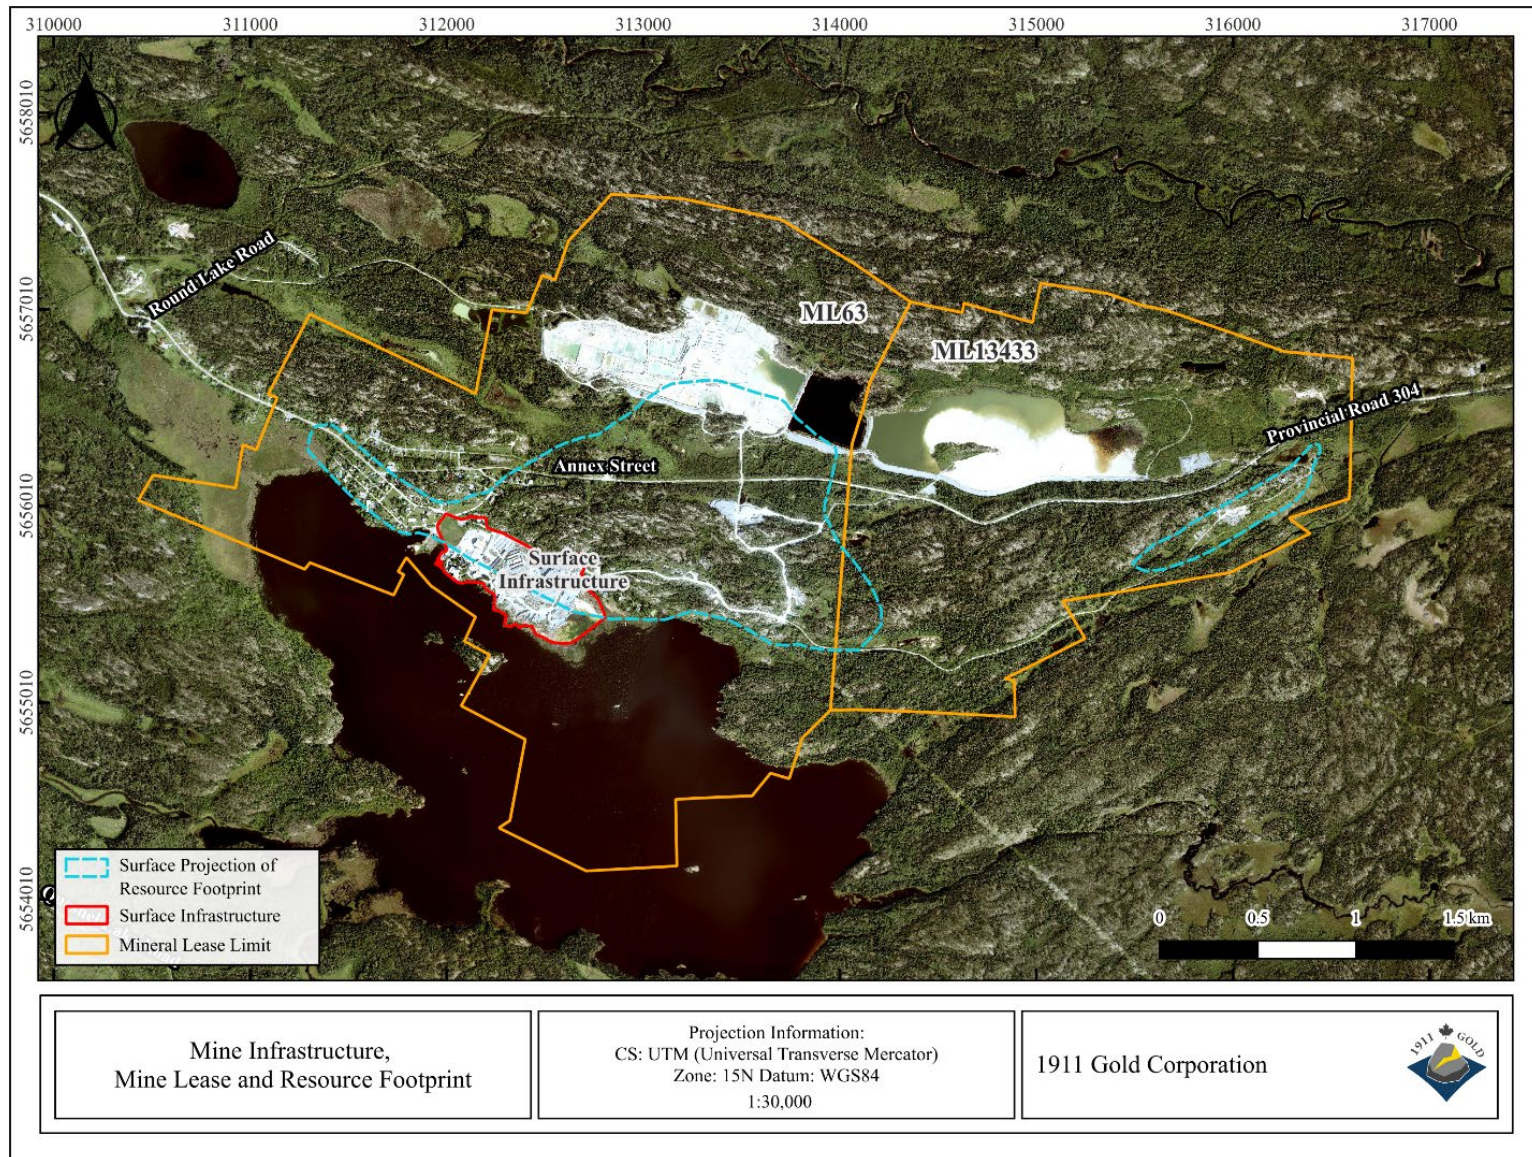 310000 311000 312000 313000 314000 315000 316000 317000
5658010
5657010
5656010
5655010
5654010
N
Round Lake Road
ML63
ML13433
Provincial Road 304
Annex Street
Surface
Infrastructure
Surface Projection of
Resource Footprint
Surface Infrastructure
Mineral Lease Limit
0 0.5 1 1.5 km
Mine Infrastructure,
Mine Lease and Resource Footprint
Projection Information:
CS: UTM (Universal Transverse Mercator)
Zone: 15N Datum: WGS84
1:30,000
1911 Gold Corporation
1911 GOLD